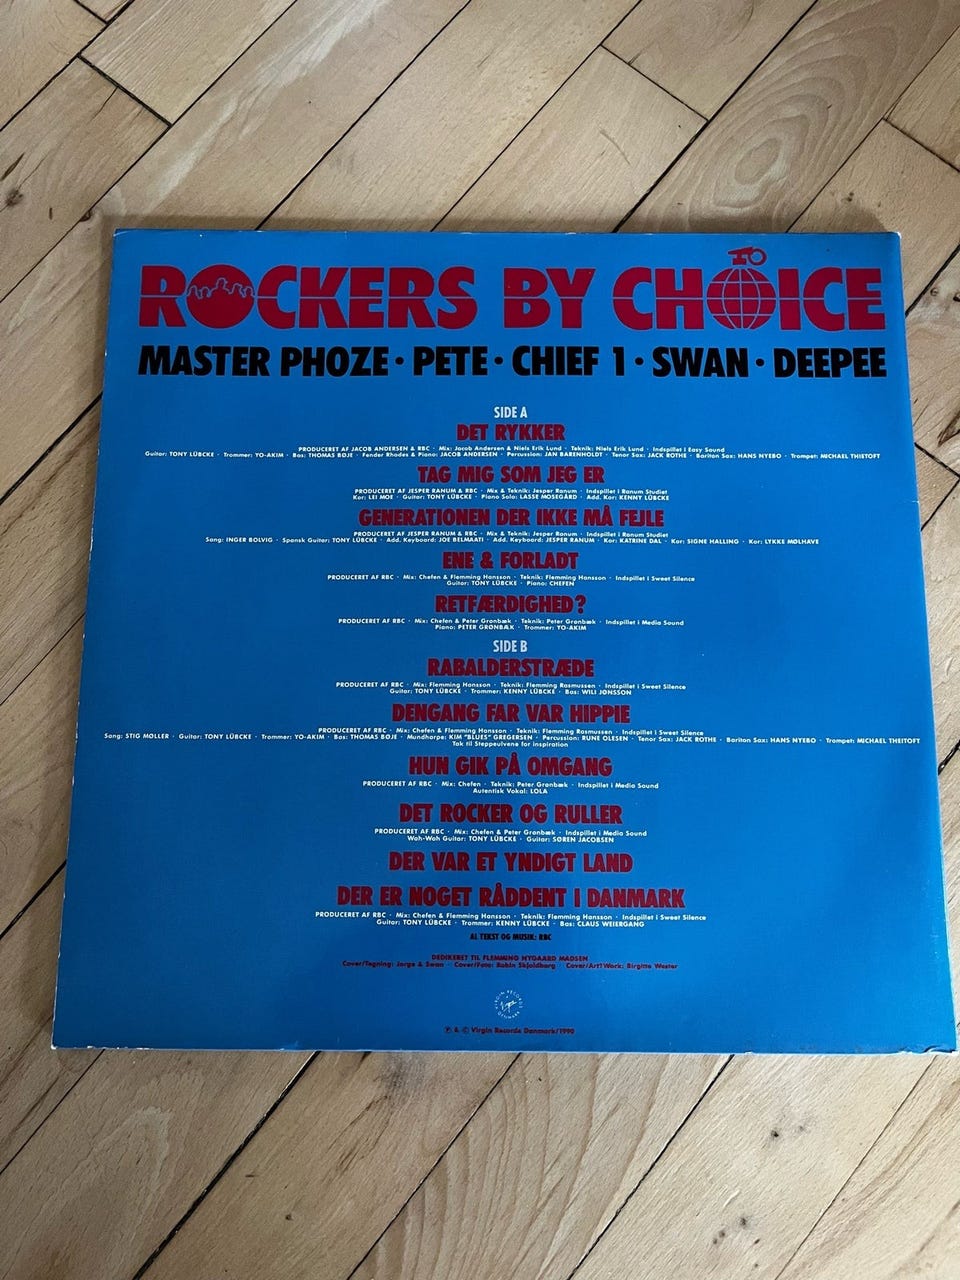 ROCKERS BY CHOICE
MASTER PHOZE · PETE · CHIEF 1 · SWAN · DEEPEE
SIDE A
DET RYKKER
PRODUCERET AF JACOB ANDERSEN & RBC · Mix: Jacob Andersen & Niels Erik Lund · Teknik: Niels Erik Lund · Indspillet i Easy Sound
Guitar: TONY LÜBCKE · Trommer: YO-AKIM · Bas: THOMAS BØJE · Fender Rhodes & Piano: JACOB ANDERSEN · Percussion: JAN BARENHOLDT · Tenor Sax: JACK ROTHE · Bariton Sax: HANS NYEBO · Trompet: MICHAEL THIETOFT
TAG MIG SOM JEG ER
PRODUCERET AF JESPER RANUM & RBC · Mix & Teknik: Jesper Ranum · Indspillet i Ranum Studiet
Kor: LEI MOE · Guitar: TONY LÜBCKE · Piano Solo: LASSE MOSEGÅRD · Add. Kor: KENNY LÜBCKE
GENERATIONEN DER IKKE MÅ FEJLE
PRODUCERET AF JESPER RANUM & RBC · Mix & Teknik: Jesper Ranum · Indspillet i Ranum Studiet
Sang: INGER BOLVIG · Spansk Guitar: TONY LÜBCKE · Add. Keyboard: JOE BELMAATI · Add. Keyboard: JESPER RANUM · Kor: KATRINE DAL · Kor: SIGNE HALLING · Kor: LYKKE MØLHAVE
ENE & FORLADT
PRODUCERET AF RBC · Mix: Chefen & Flemming Hansson · Teknik: Flemming Hansson · Indspillet i Sweet Silence
Guitar: TONY LÜBCKE · Piano: CHEFEN
RETFÆRDIGHED?
PRODUCERET AF RBC · Mix: Chefen & Peter Grønbæk · Teknik: Peter Grønbæk · Indspillet i Media Sound
Piano: PETER GRØNBÆK · Trommer: YO-AKIM
SIDE B
RABALDERSTRÆDE
PRODUCERET AF RBC · Mix: Flemming Hansson · Teknik: Flemming Rasmussen · Indspillet i Sweet Silence
Guitar: TONY LÜBCKE · Trommer: KENNY LÜBCKE · Bas: WILI JØNSSON
DENGANG FAR VAR HIPPIE
PRODUCERET AF RBC · Mix: Chefen & Flemming Hansson · Teknik: Flemming Rasmussen · Indspillet i Sweet Silence
Sang: STIG MØLLER · Guitar: TONY LÜBCKE · Trommer: YO-AKIM · Bas: THOMAS BØJE · Mundharpe: KIM "BLUES" GREGERSEN · Percussion: RUNE OLESEN · Tenor Sax: JACK ROTHE · Bariton Sax: HANS NYEBO · Trompet: MICHAEL THEITOFT
Tak til Steppeulvene for inspiration
HUN GIK PÅ OMGANG
PRODUCERET AF RBC · Mix: Chefen · Teknik: Peter Grønbæk · Indspillet i Media Sound
Autentisk Vokal: LOLA
DET ROCKER OG RULLER
PRODUCERET AF RBC · Mix: Chefen & Peter Grønbæk · Indspillet i Media Sound
Wah-Wah Guitar: TONY LÜBCKE · Guitar: SØREN JACOBSEN
DER VAR ET YNDIGT LAND
DER ER NOGET RÅDDENT I DANMARK
PRODUCERET AF RBC · Mix: Chefen & Flemming Hansson · Teknik: Flemming Hansson · Indspillet i Sweet Silence
Guitar: TONY LÜBCKE · Trommer: KENNY LÜBCKE · Bas: CLAUS WEIERGANG
AL TEKST OG MUSIK: RBC
DEDIKERET TIL FLEMMING NYGAARD MADSEN
Cover/Tegning: Jorge & Swan · Cover/Foto: Robin Skjoldborg · Cover/Art Work: Birgitte Wester
VIRGIN RECORDS DENMARK
Ⓟ & © Virgin Records Danmark/1990